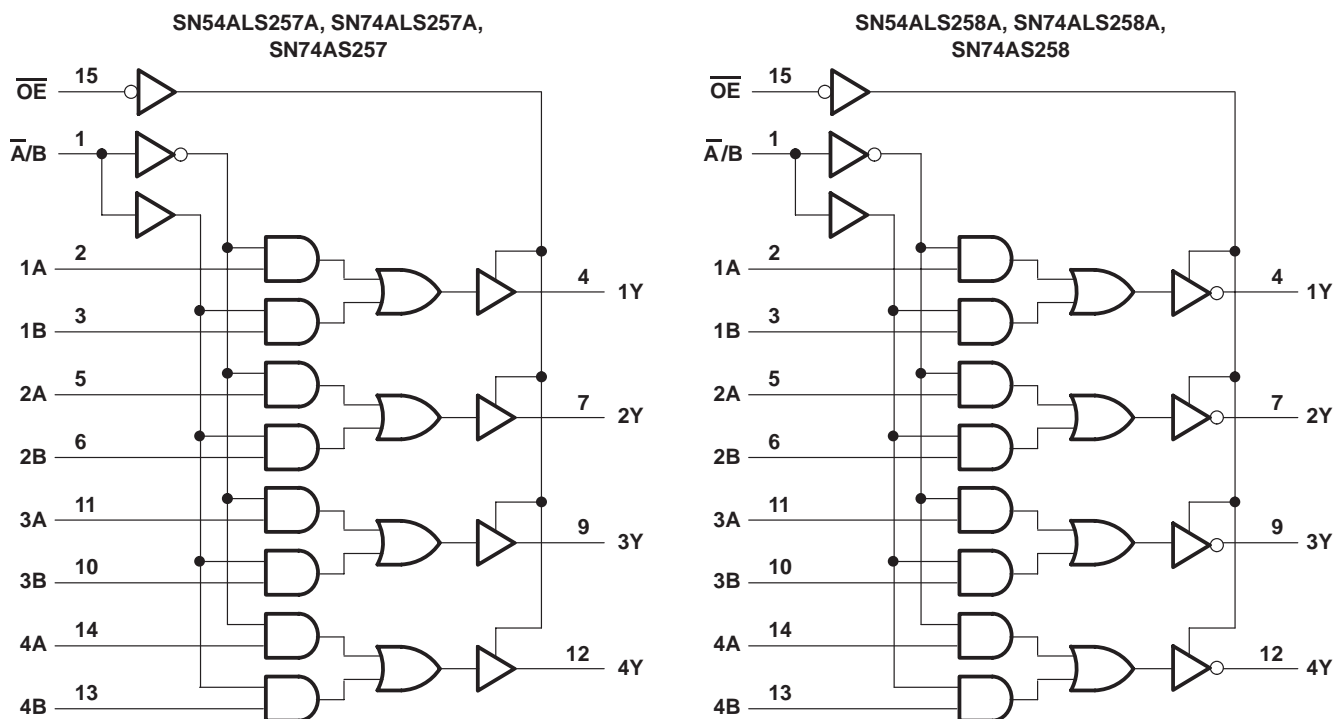 SN54ALS257A, SN74ALS257A,
SN74AS257
OE 15
A/B 1
1A 2
4 1Y
1B 3
2A 5
7 2Y
2B 6
3A 11
9 3Y
3B 10
4A 14
12 4Y
4B 13
SN54ALS258A, SN74ALS258A,
SN74AS258
OE 15
A/B 1
1A 2
4 1Y
1B 3
2A 5
7 2Y
2B 6
3A 11
9 3Y
3B 10
4A 14
12 4Y
4B 13